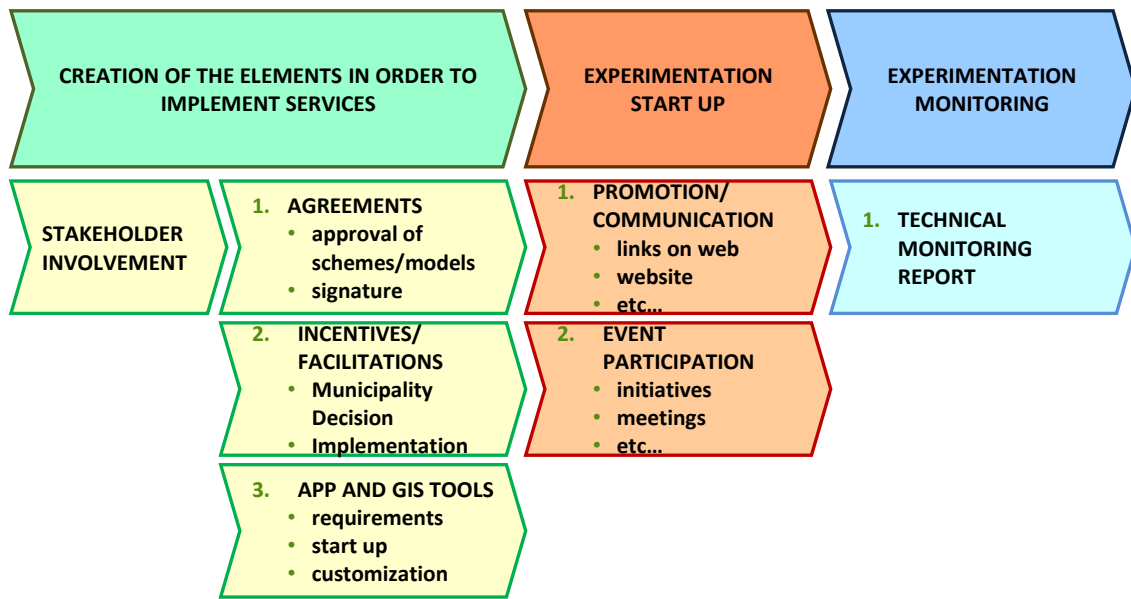 CREATION OF THE ELEMENTS IN ORDER TO
IMPLEMENT SERVICES
EXPERIMENTATION
START UP
EXPERIMENTATION
MONITORING
STAKEHOLDER
INVOLVEMENT
1. AGREEMENTS
• approval of
schemes/models
• signature
2. INCENTIVES/
FACILITATIONS
• Municipality
Decision
• Implementation
3. APP AND GIS TOOLS
• requirements
• start up
• customization
1. PROMOTION/
COMMUNICATION
• links on web
• website
• etc...
2. EVENT
PARTICIPATION
• initiatives
• meetings
• etc...
1. TECHNICAL
MONITORING
REPORT